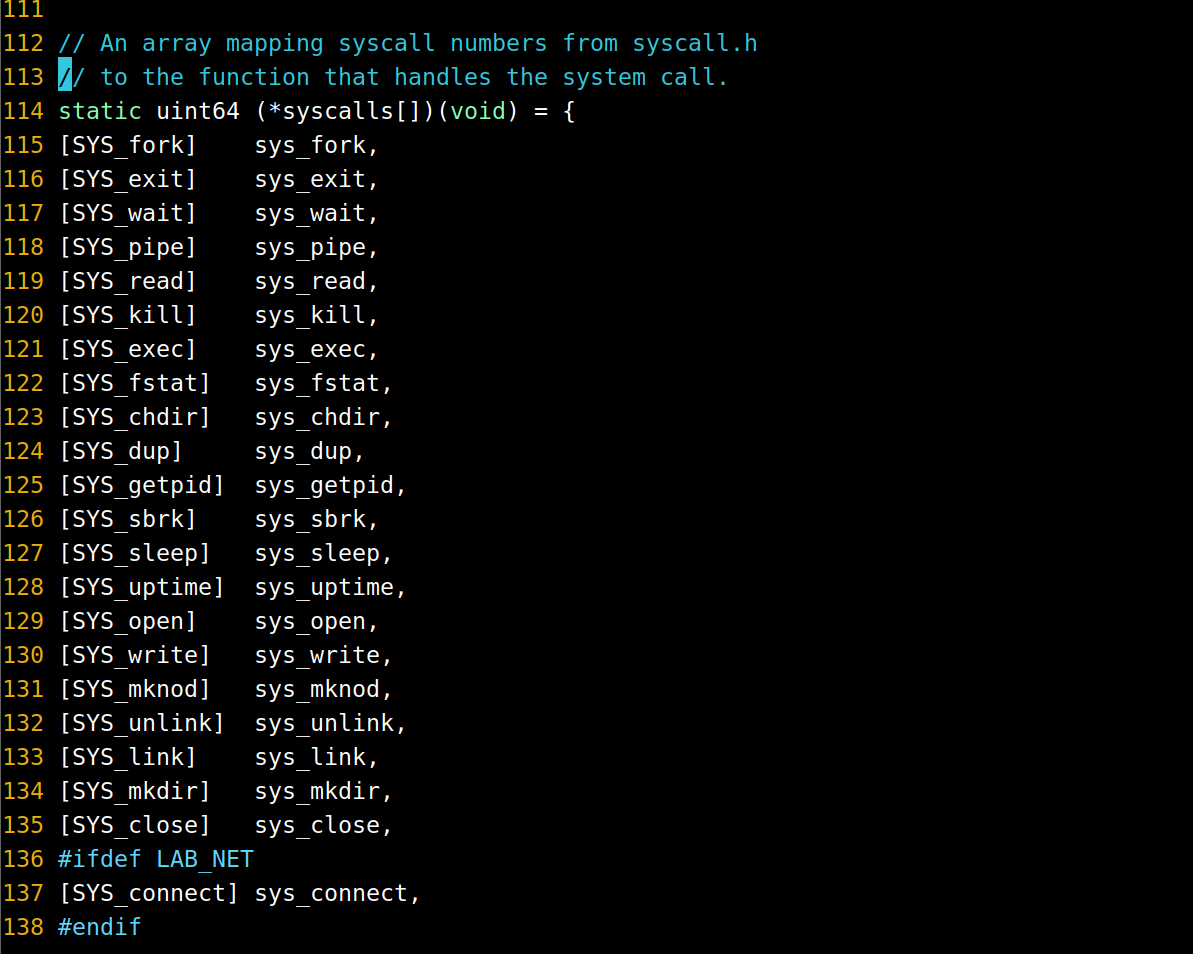 111
112 // An array mapping syscall numbers from syscall.h
113 // to the function that handles the system call.
114 static uint64 (*syscalls[])(void) = {
115 [SYS_fork]    sys_fork,
116 [SYS_exit]    sys_exit,
117 [SYS_wait]    sys_wait,
118 [SYS_pipe]    sys_pipe,
119 [SYS_read]    sys_read,
120 [SYS_kill]    sys_kill,
121 [SYS_exec]    sys_exec,
122 [SYS_fstat]   sys_fstat,
123 [SYS_chdir]   sys_chdir,
124 [SYS_dup]     sys_dup,
125 [SYS_getpid]  sys_getpid,
126 [SYS_sbrk]    sys_sbrk,
127 [SYS_sleep]   sys_sleep,
128 [SYS_uptime]  sys_uptime,
129 [SYS_open]    sys_open,
130 [SYS_write]   sys_write,
131 [SYS_mknod]   sys_mknod,
132 [SYS_unlink]  sys_unlink,
133 [SYS_link]    sys_link,
134 [SYS_mkdir]   sys_mkdir,
135 [SYS_close]   sys_close,
136 #ifdef LAB_NET
137 [SYS_connect] sys_connect,
138 #endif